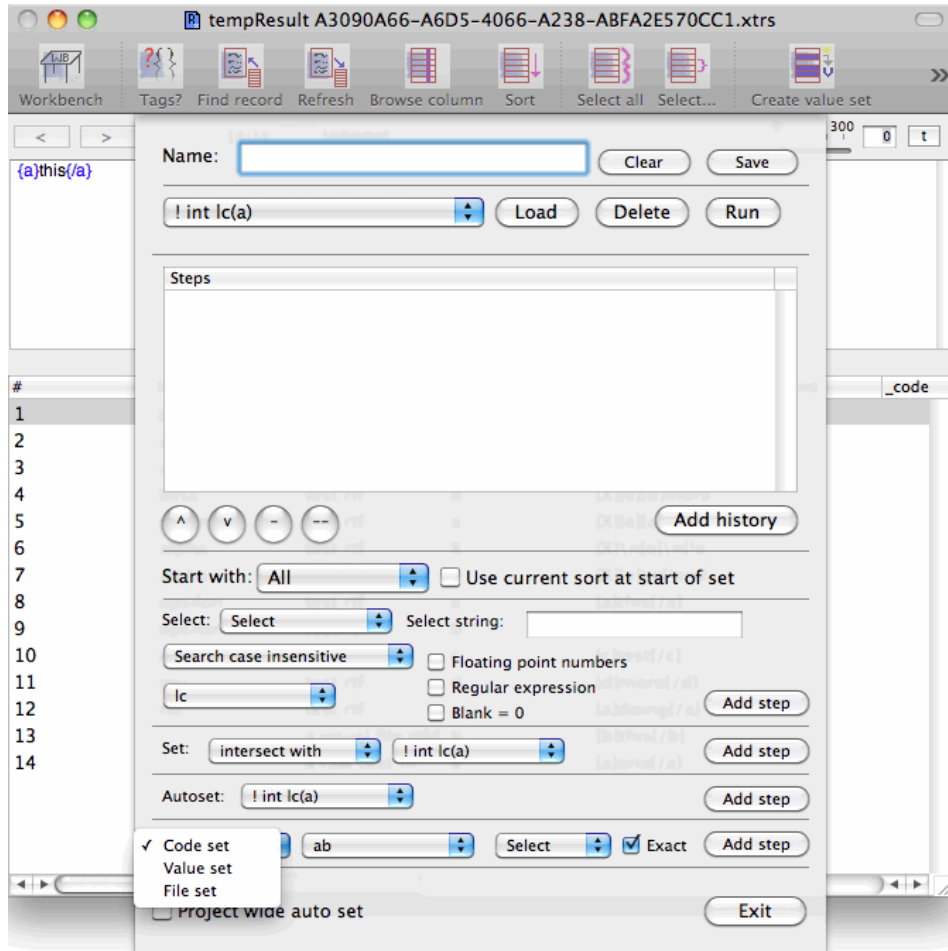 tempResult A3090A66-A6D5-4066-A238-ABFA2E570CC1.xtrs
WB
Workbench Tags? Find record Refresh Browse column Sort Select all Select... Create value set »
< > 300 0 t
{a}this{/a}
Name: Clear Save
! int lc(a) Load Delete Run
Steps
# _code
1
2
3
4
5
6
7
8
9
10
11
12
13
14
^ v - -- Add history
Start with: All Use current sort at start of set
Select: Select Select string:
Search case insensitive Floating point numbers
lc Regular expression
Blank = 0 Add step
Set: intersect with ! int lc(a) Add step
Autoset: ! int lc(a) Add step
✓ Code set ab Select Exact Add step
Value set
File set
Project wide auto set Exit